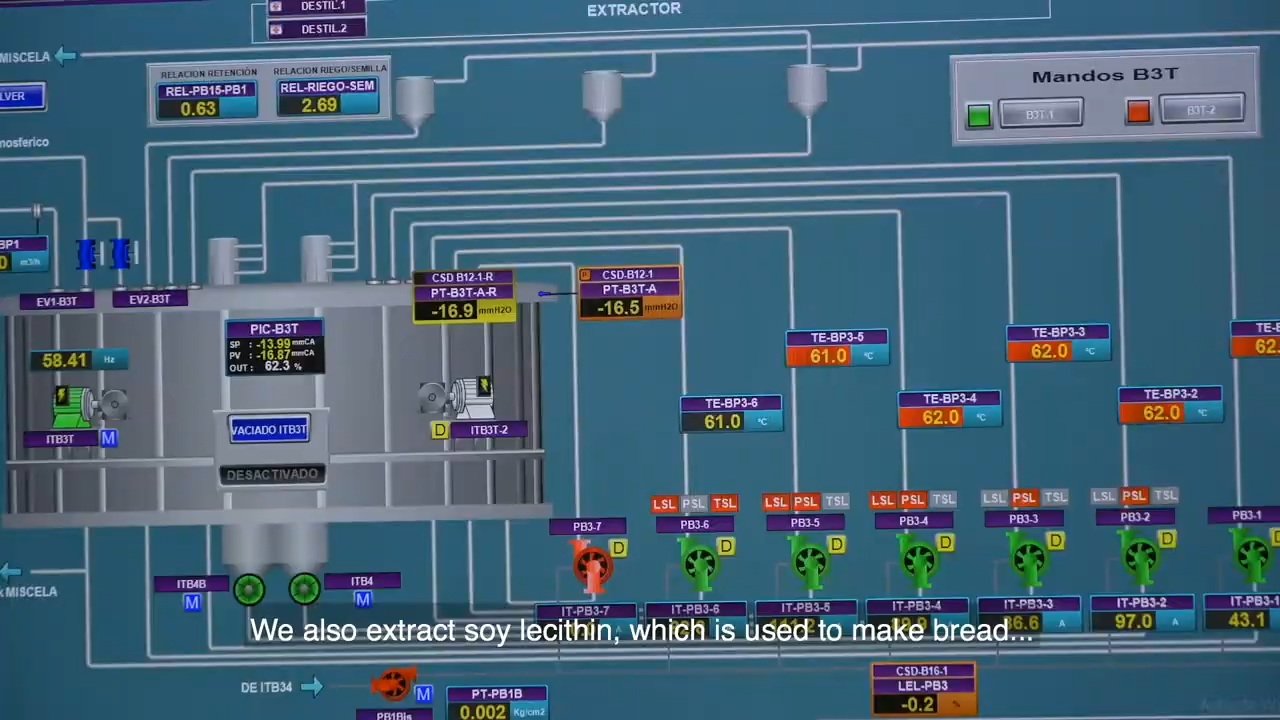 DESTIL.1
DESTIL.2
EXTRACTOR
MISCELA
RELACION RETENCIÓN
REL-PB15-PB1
0.63
RELACION RIEGO/SEMILLA
REL-RIEGO-SEM
2.69
Mandos B3T
B3T-1
B3T-2
LVER
mosferico
BP1
0 m3/h
EV1-B3T
EV2-B3T
CSD B12-1-R
PT-B3T-A-R
-16.9 mmH2O
CSD-B12-1
PT-B3T-A
-16.5 mmH2O
58.41 Hz
PIC-B3T
SP : -13.99 mmCA
PV : -16.87 mmCA
OUT : 62.3 %
ITB3T M
VACIADO ITB3T
DESACTIVADO
D ITB3T-2
TE-BP3-6
61.0 °C
TE-BP3-5
61.0 °C
TE-BP3-4
62.0 °C
TE-BP3-3
62.0 °C
TE-BP3-2
62.0 °C
TE-B
62.
LSL PSL TSL
LSL PSL TSL
LSL PSL TSL
LSL PSL TSL
LSL PSL TSL
PB3-7
D
PB3-6
D
PB3-5
D
PB3-4
D
PB3-3
D
PB3-2
D
PB3-1
MISCELA
ITB4B
M
ITB4
M
IT-PB3-7
IT-PB3-6
IT-PB3-5
IT-PB3-4
IT-PB3-3
36.6 A
IT-PB3-2
97.0 A
IT-PB3-1
43.1
We also extract soy lecithin, which is used to make bread...
DE ITB34
M
PB1Bis
PT-PB1B
0.002 Kg/cm2
CSD-B16-1
LEL-PB3
-0.2 %